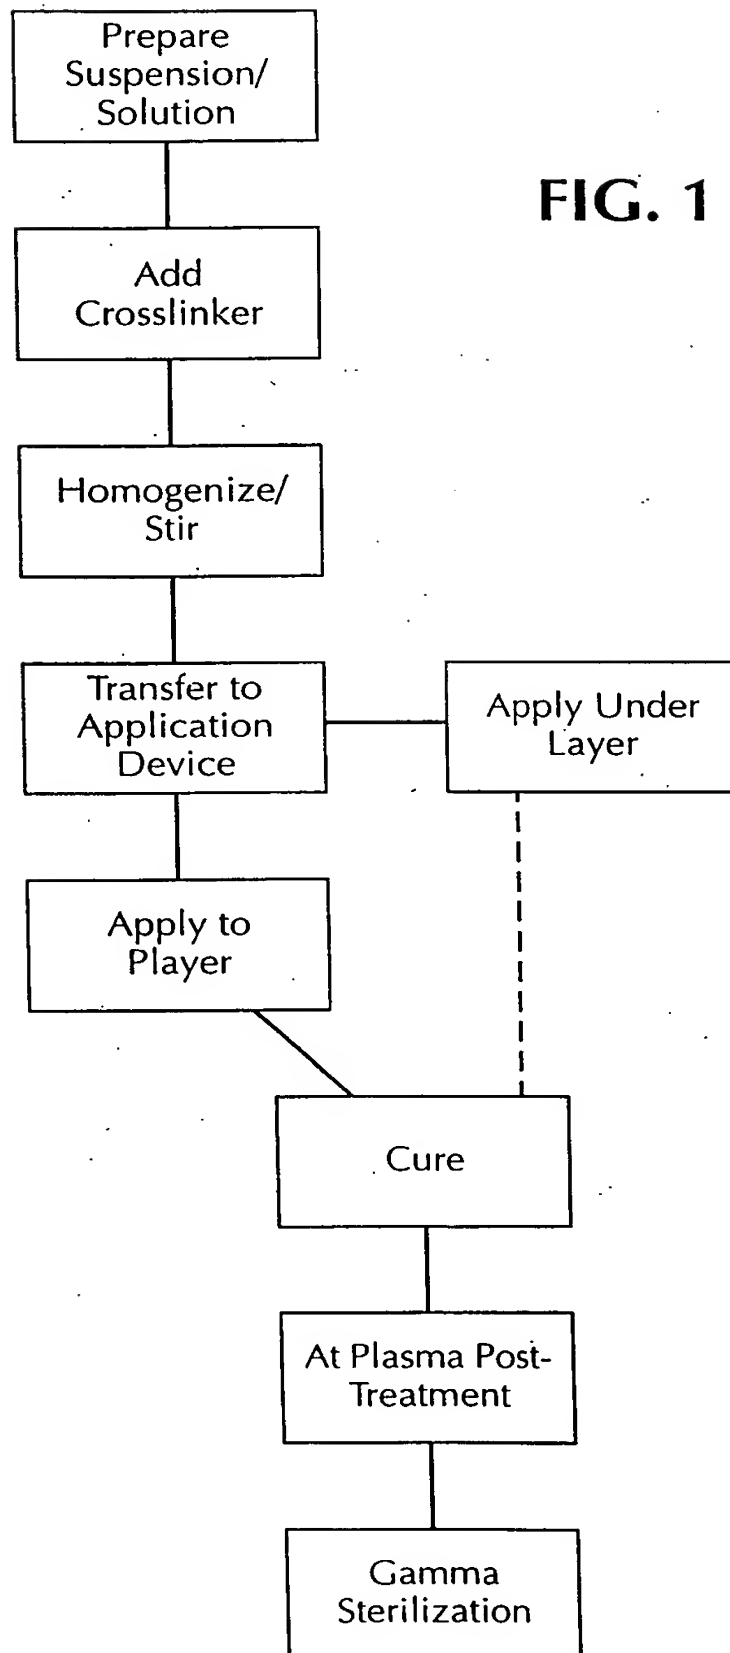 Prepare
Suspension/
Solution
FIG. 1
Add
Crosslinker
Homogenize/
Stir
Transfer to
Application
Device
Apply Under
Layer
Apply to
Player
Cure
At Plasma Post-
Treatment
Gamma
Sterilization